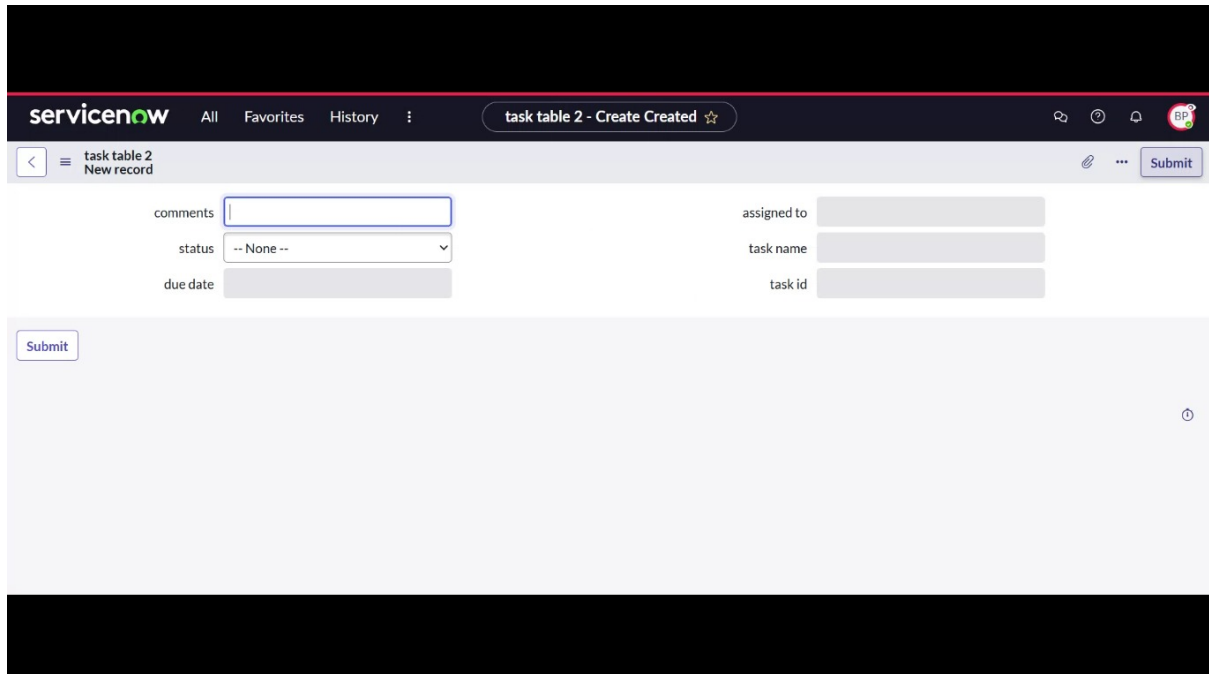 servicenow All Favorites History task table 2 - Create Created BP
task table 2
New record
Submit
comments
assigned to
status -- None --
task name
due date
task id
Submit